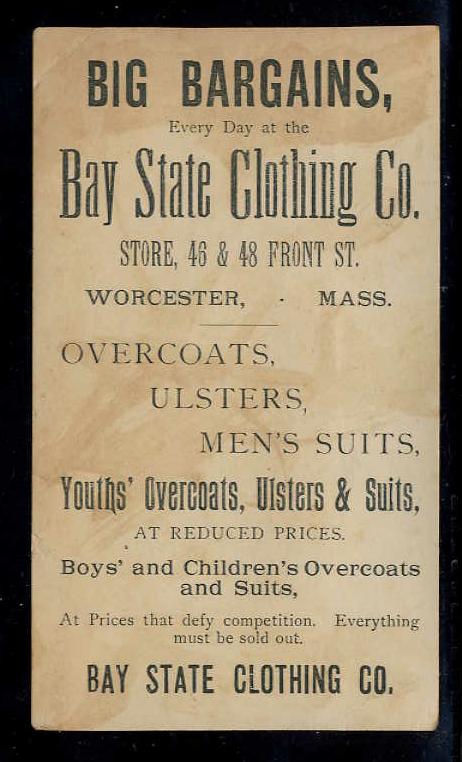 BIG BARGAINS,
Every Day at the
Bay State Clothing Co.
STORE, 46 & 48 FRONT ST.
WORCESTER, · MASS.
OVERCOATS,
ULSTERS,
MEN'S SUITS,
Youths' Overcoats, Ulsters & Suits,
AT REDUCED PRICES.
Boys' and Children's Overcoats
and Suits,
At Prices that defy competition. Everything
must be sold out.
BAY STATE CLOTHING CO.